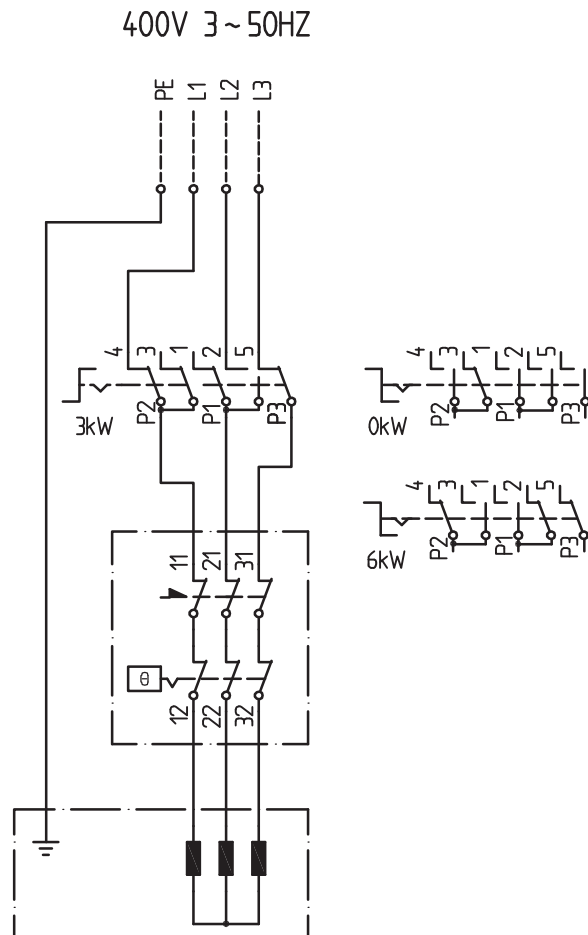 400V 3~50HZ
PE L1 L2 L3
4 3 1 2 5
3kW P2 P1 P3
4 3 1 2 5
0kW P2 P1 P3
4 3 1 2 5
6kW P2 P1 P3
11 21 31
θ
12 22 32